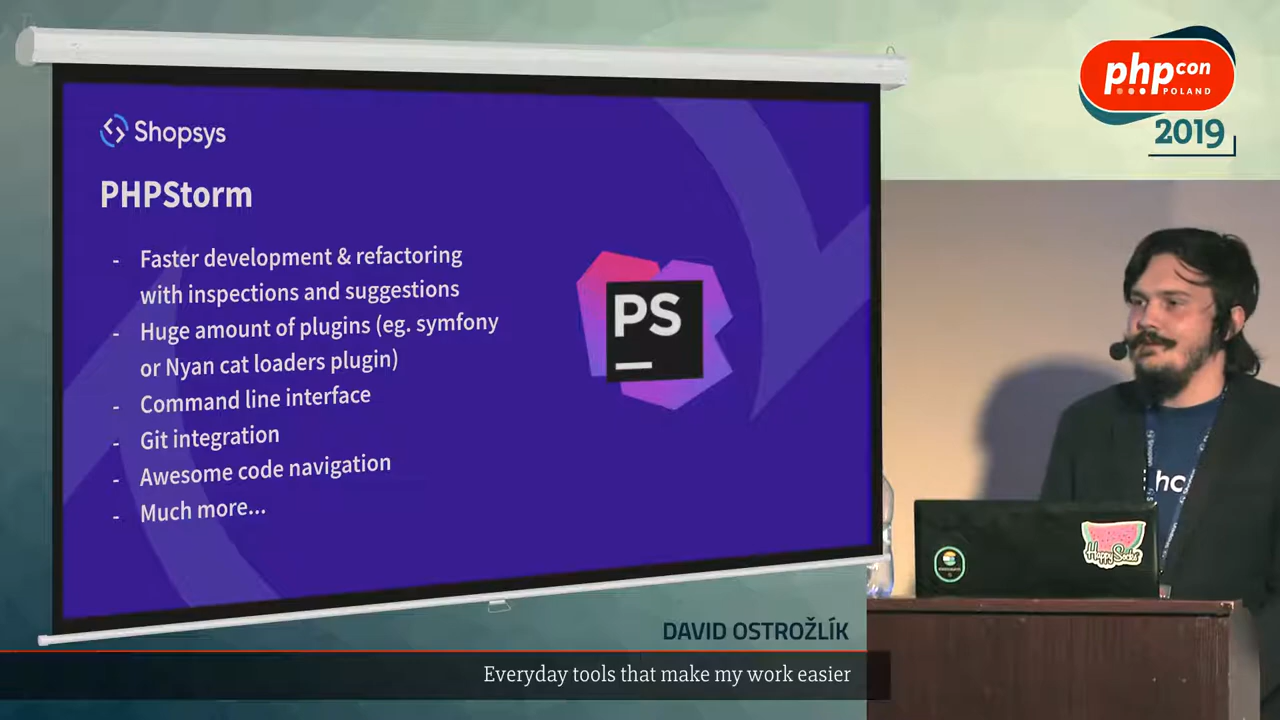 phpcon
POLAND
2019
Shopsys
PHPStorm
- Faster development & refactoring
with inspections and suggestions
- Huge amount of plugins (eg. symfony
or Nyan cat loaders plugin)
- Command line interface
- Git integration
- Awesome code navigation
- Much more...
PS
hc
Happy Socks
DAVID OSTROŽLÍK
Everyday tools that make my work easier